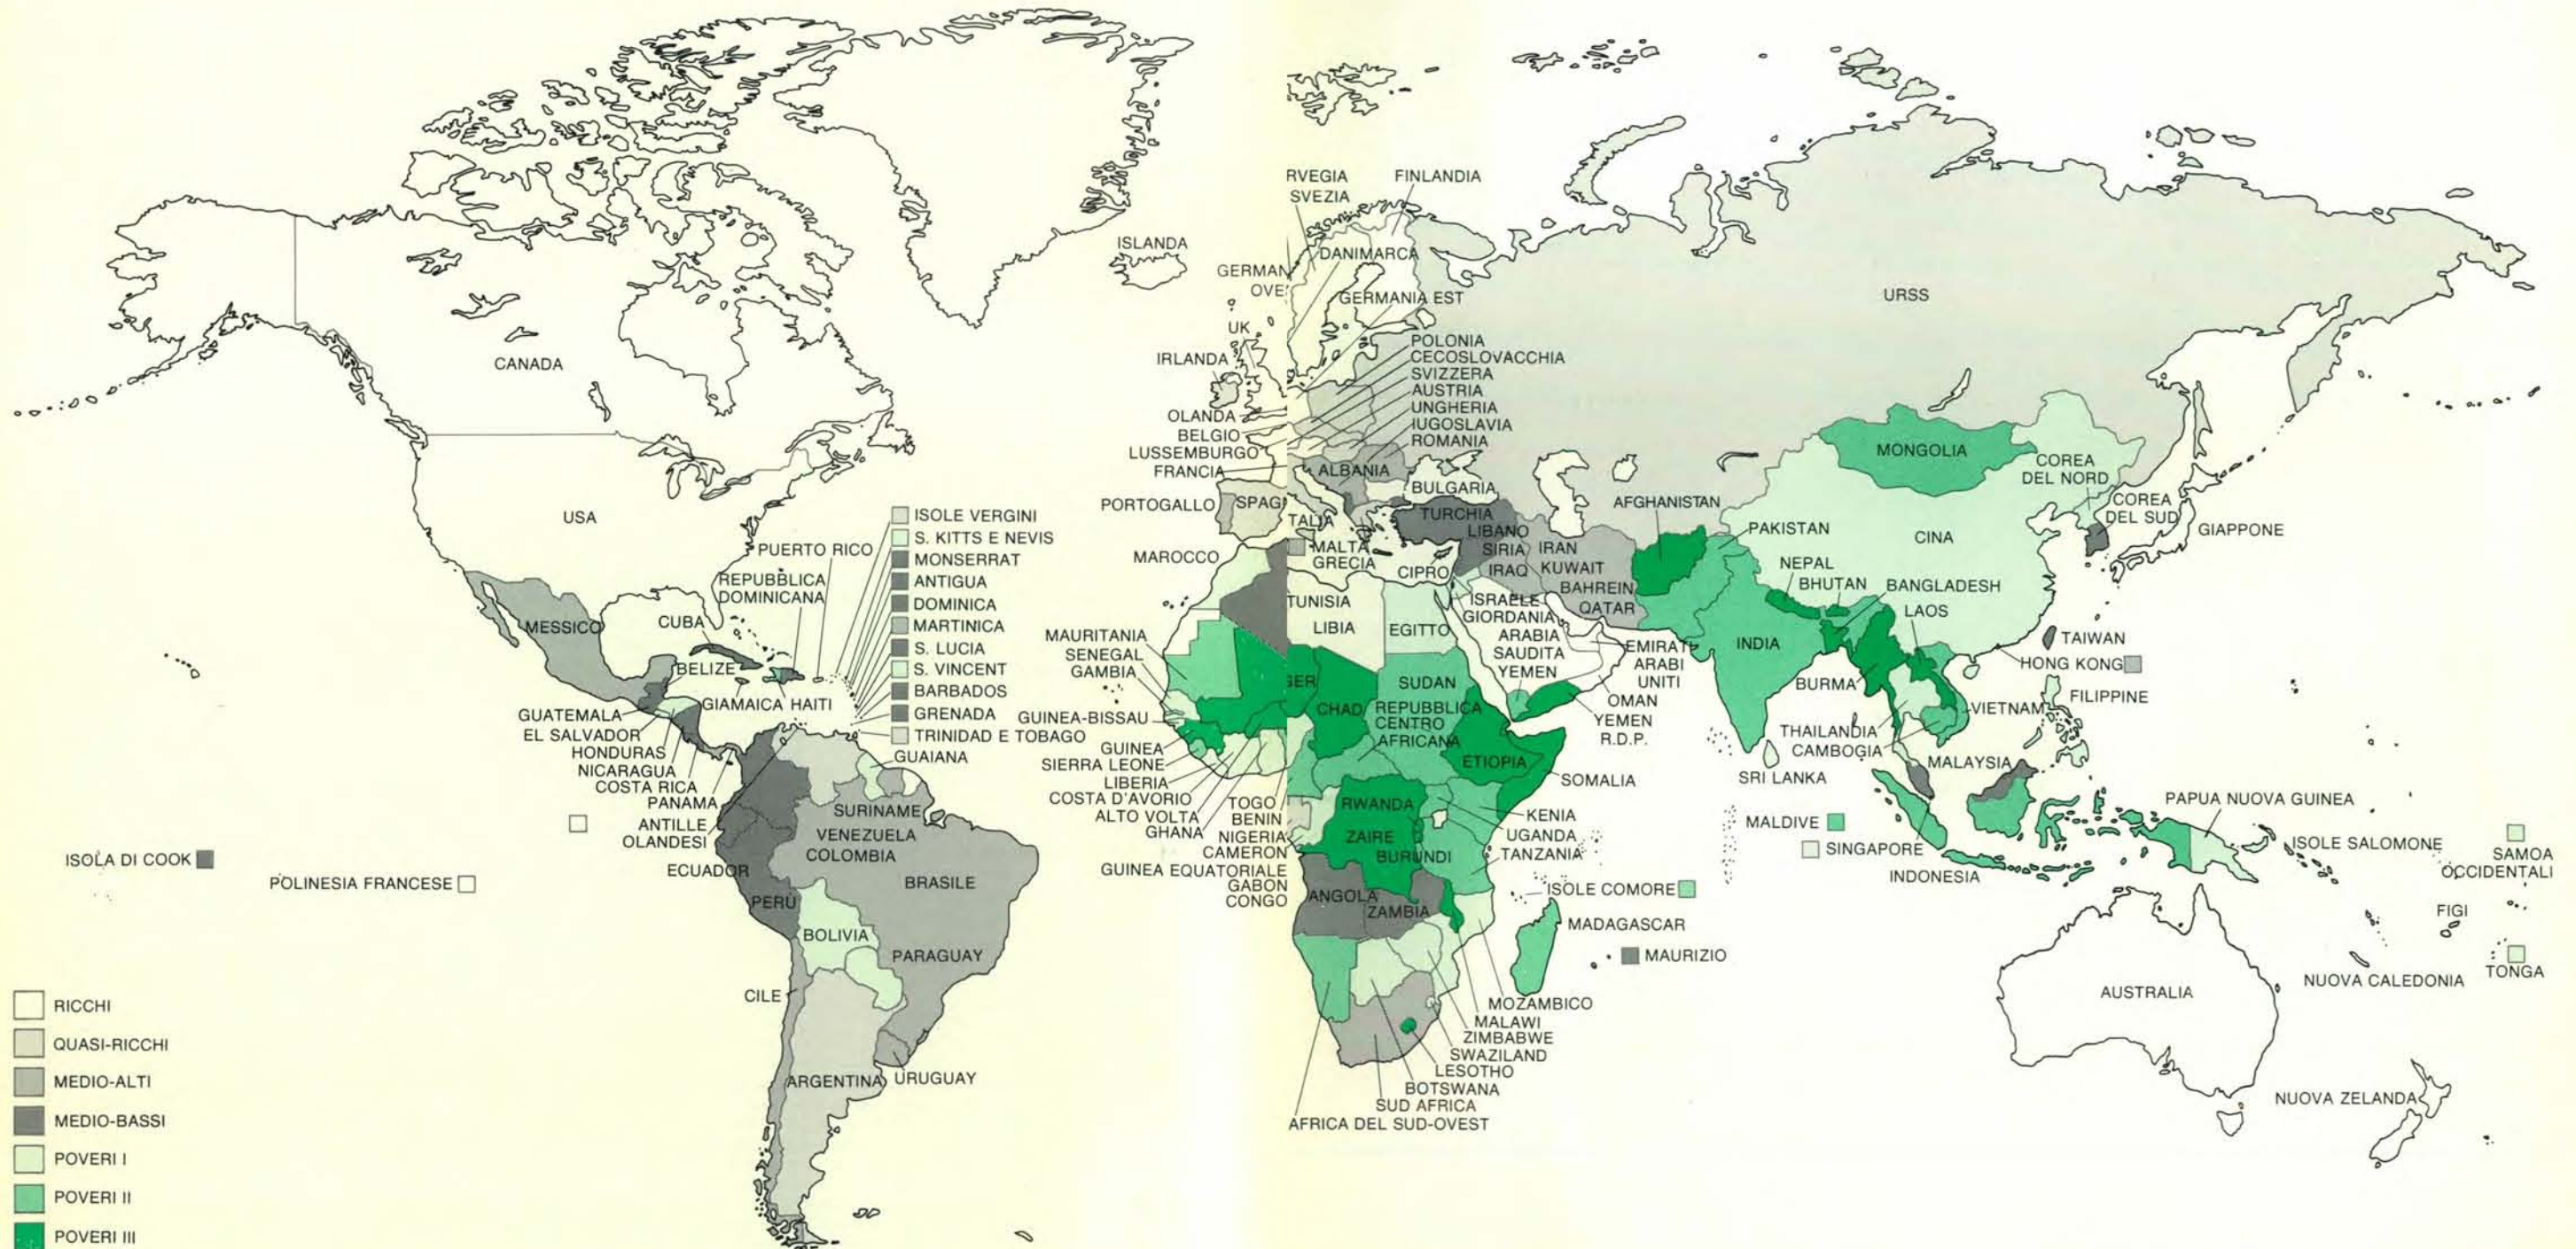 RVEGIA
SVEZIA
FINLANDIA
ISLANDA
DANIMARCA
GERMAN
OVE
GERMANIA EST
URSS
UK
IRLANDA
POLONIA
CECOSLOVACCHIA
SVIZZERA
AUSTRIA
UNGHERIA
IUGOSLAVIA
ROMANIA
CANADA
OLANDA
BELGIO
LUSSEMBURGO
FRANCIA
ALBANIA
BULGARIA
PORTOGALLO
SPAG
TALIA
MONGOLIA
COREA
DEL NORD
COREA
DEL SUD
GIAPPONE
USA
AFGHANISTAN
PAKISTAN
CINA
TURCHIA
LIBANO
SIRIA
IRAN
IRAQ
KUWAIT
BAHREIN
QATAR
MALTA
GRECIA
CIPRO
MAROCCO
NEPAL
BHUTAN
BANGLADESH
LAOS
ISOLE VERGINI
S. KITTS E NEVIS
MONSERRAT
ANTIGUA
DOMINICA
MARTINICA
S. LUCIA
S. VINCENT
BARBADOS
GRENADA
TRINIDAD E TOBAGO
PUERTO RICO
REPUBBLICA
DOMINICANA
CUBA
MESSICO
BELIZE
GIAMAICA
HAITI
GUATEMALA
EL SALVADOR
HONDURAS
NICARAGUA
COSTA RICA
PANAMA
ANTILLE
OLANDESI
GUAIANA
SURINAME
VENEZUELA
COLOMBIA
ECUADOR
BRASILE
PERÙ
BOLIVIA
PARAGUAY
CILE
ARGENTINA
URUGUAY
ISOLA DI COOK
POLINESIA FRANCESE
TUNISIA
LIBIA
EGITTO
ISRAELE
GIORDANIA
ARABIA
SAUDITA
YEMEN
EMIRATI
ARABI
UNITI
OMAN
YEMEN
R.D.P.
MAURITANIA
SENEGAL
GAMBIA
GUINEA-BISSAU
GUINEA
SIERRA LEONE
LIBERIA
COSTA D'AVORIO
ALTO VOLTA
GHANA
TOGO
BENIN
NIGERIA
CAMERON
GUINEA EQUATORIALE
GABON
CONGO
GER
CHAD
SUDAN
REPUBBLICA
CENTRO
AFRICANA
ETIOPIA
SOMALIA
RWANDA
ZAIRE
BURUNDI
KENIA
UGANDA
TANZANIA
ANGOLA
ZAMBIA
ISOLE COMORE
MADAGASCAR
MAURIZIO
MOZAMBICO
MALAWI
ZIMBABWE
SWAZILAND
LESOTHO
BOTSWANA
SUD AFRICA
AFRICA DEL SUD-OVEST
INDIA
BURMA
THAILANDIA
CAMBOGIA
VIETNAM
TAIWAN
HONG KONG
FILIPPINE
SRI LANKA
MALAYSIA
MALDIVE
SINGAPORE
INDONESIA
PAPUA NUOVA GUINEA
ISOLE SALOMONE
SAMOA
OCCIDENTALI
FIGI
TONGA
NUOVA CALEDONIA
AUSTRALIA
NUOVA ZELANDA
RICCHI
QUASI-RICCHI
MEDIO-ALTI
MEDIO-BASSI
POVERI I
POVERI II
POVERI III